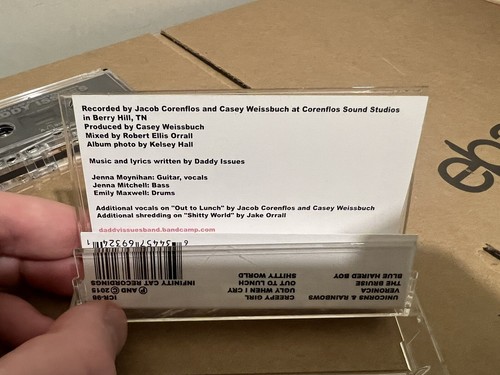 Recorded by Jacob Corenflos and Casey Weissbuch at Corenflos Sound Studios
in Berry Hill, TN
Produced by Casey Weissbuch
Mixed by Robert Ellis Orrall
Album photo by Kelsey Hall
Music and lyrics written by Daddy Issues
Jenna Moynihan: Guitar, vocals
Jenna Mitchell: Bass
Emily Maxwell: Drums
Additional vocals on "Out to Lunch" by Jacob Corenflos and Casey Weissbuch
Additional shredding on "Shitty World" by Jake Orrall
daddyissuesband.bandcamp.com
UNICORNS & RAINBOWS
VERONICA
THE BRUISE
BLUE HAIRED BOY
CREEPY GIRL
UGLY WHEN I CRY
OUT TO LUNCH
SHITTY WORLD
℗ AND © 2015
INFINITY CAT RECORDINGS
6 34457 69324 1